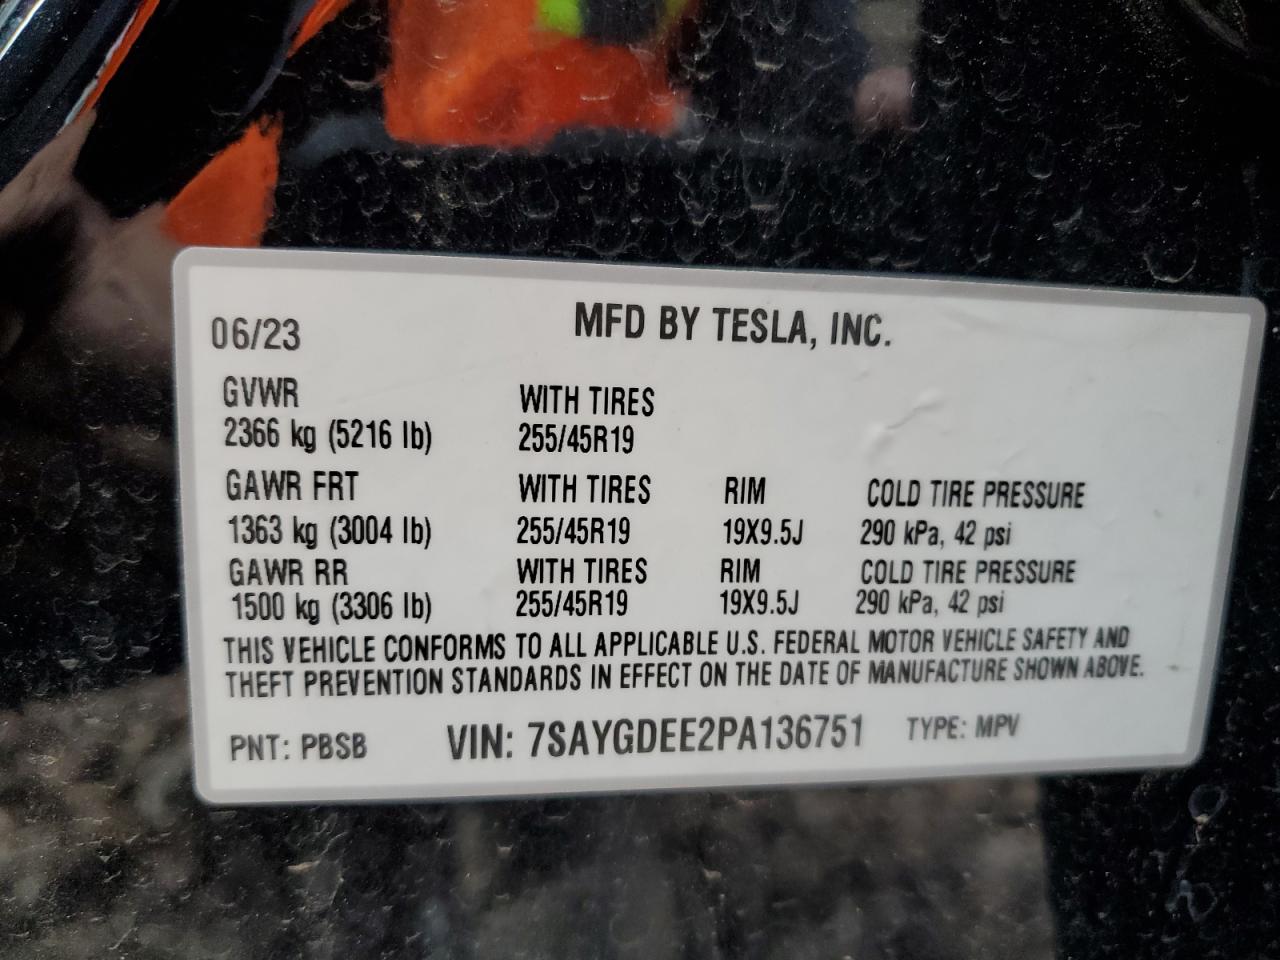 06/23 MFD BY TESLA, INC.
GVWR WITH TIRES
2366 kg (5216 lb) 255/45R19
GAWR FRT WITH TIRES RIM COLD TIRE PRESSURE
1363 kg (3004 lb) 255/45R19 19X9.5J 290 kPa, 42 psi
GAWR RR WITH TIRES RIM COLD TIRE PRESSURE
1500 kg (3306 lb) 255/45R19 19X9.5J 290 kPa, 42 psi
THIS VEHICLE CONFORMS TO ALL APPLICABLE U.S. FEDERAL MOTOR VEHICLE SAFETY AND
THEFT PREVENTION STANDARDS IN EFFECT ON THE DATE OF MANUFACTURE SHOWN ABOVE.
PNT: PBSB VIN: 7SAYGDEE2PA136751 TYPE: MPV